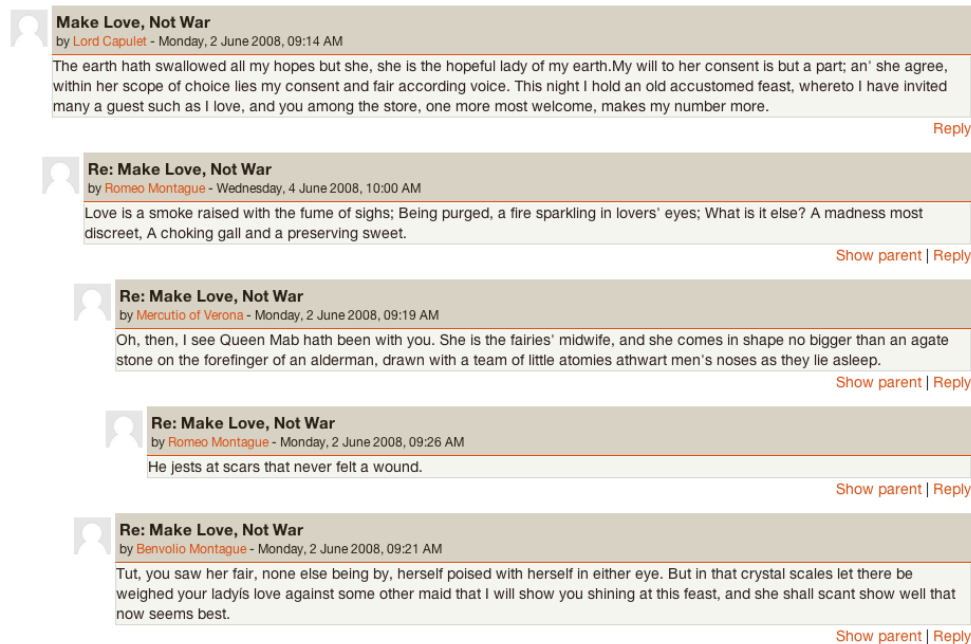 Make Love, Not War
by Lord Capulet - Monday, 2 June 2008, 09:14 AM
The earth hath swallowed all my hopes but she, she is the hopeful lady of my earth.My will to her consent is but a part; an' she agree,
within her scope of choice lies my consent and fair according voice. This night I hold an old accustomed feast, whereto I have invited
many a guest such as I love, and you among the store, one more most welcome, makes my number more.
Reply
Re: Make Love, Not War
by Romeo Montague - Wednesday, 4 June 2008, 10:00 AM
Love is a smoke raised with the fume of sighs; Being purged, a fire sparkling in lovers' eyes; What is it else? A madness most
discreet, A choking gall and a preserving sweet.
Show parent | Reply
Re: Make Love, Not War
by Mercutio of Verona - Monday, 2 June 2008, 09:19 AM
Oh, then, I see Queen Mab hath been with you. She is the fairies' midwife, and she comes in shape no bigger than an agate
stone on the forefinger of an alderman, drawn with a team of little atomies athwart men's noses as they lie asleep.
Show parent | Reply
Re: Make Love, Not War
by Romeo Montague - Monday, 2 June 2008, 09:26 AM
He jests at scars that never felt a wound.
Show parent | Reply
Re: Make Love, Not War
by Benvolio Montague - Monday, 2 June 2008, 09:21 AM
Tut, you saw her fair, none else being by, herself poised with herself in either eye. But in that crystal scales let there be
weighed your ladyís love against some other maid that I will show you shining at this feast, and she shall scant show well that
now seems best.
Show parent | Reply